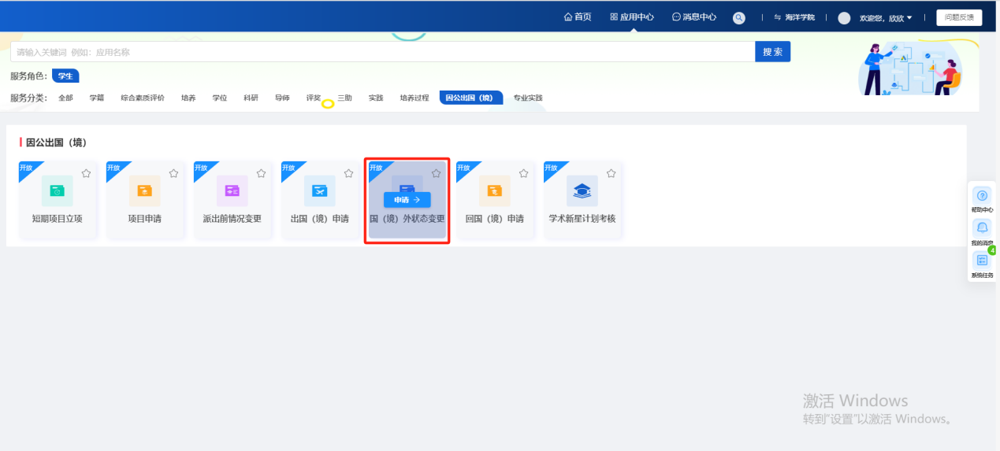 首页 应用中心 消息中心 海洋学院 欢迎您，欣欣 问题反馈
请输入关键词 例如：应用名称 搜索
服务角色： 学生
服务分类： 全部 学籍 综合素质评价 培养 学位 科研 导师 评奖 三助 实践 培养过程 因公出国（境） 专业实践
因公出国（境）
开放 开放 开放 开放 开放 开放 开放
申请 →
短期项目立项 项目申请 派出前情况变更 出国（境）申请 国（境）外状态变更 回国（境）申请 学术新星计划考核
帮助中心
我的消息
4
系统任务
激活 Windows
转到"设置"以激活 Windows。